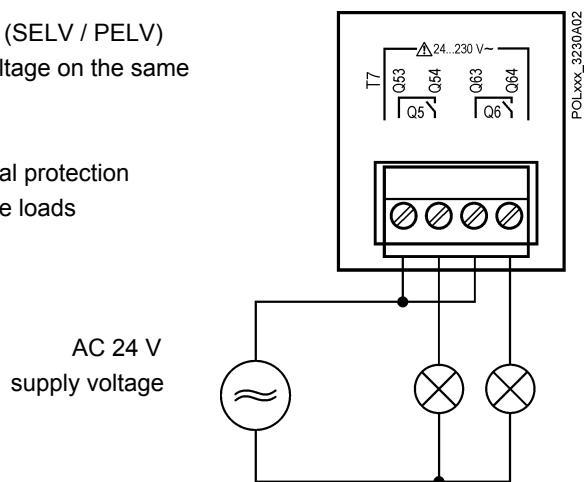 (SELV / PELV)
ltage on the same
al protection
e loads
AC 24 V
supply voltage
24...230 V~
T7
Q53
Q54
Q63
Q64
Q5
Q6
POLxxx_3230A02